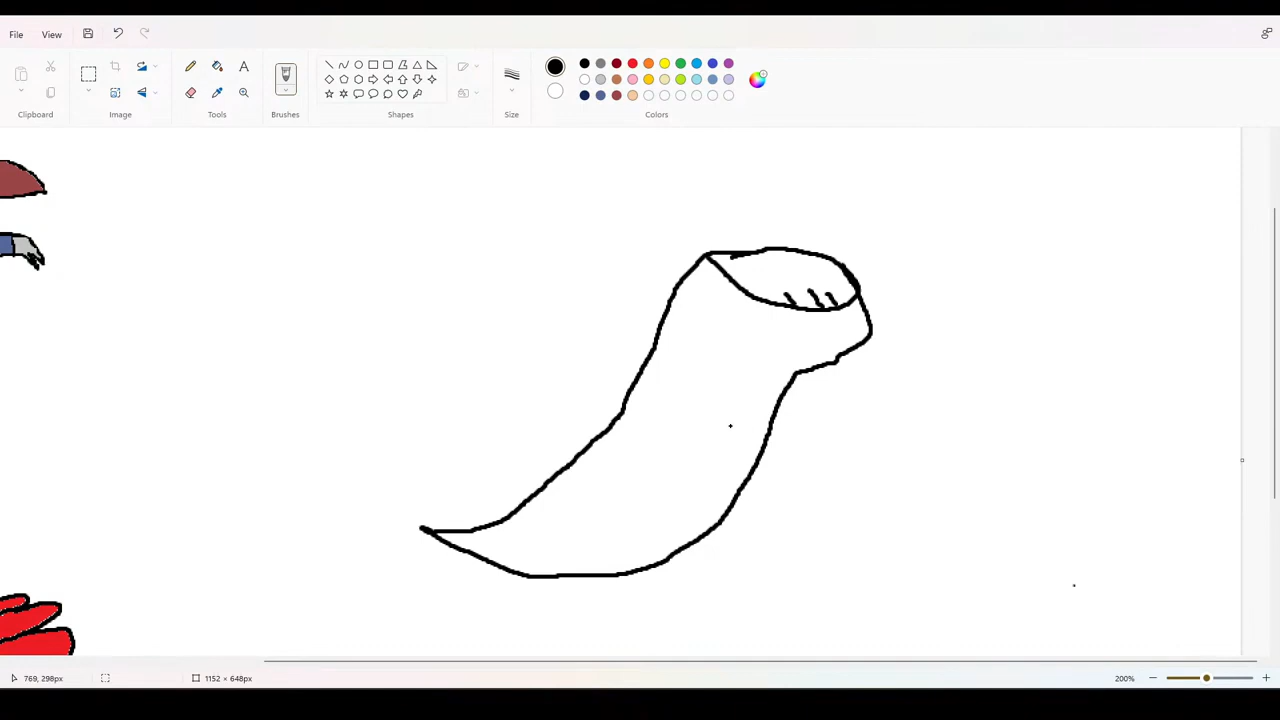 File View
Clipboard Image Tools Brushes Shapes Size Colors
769, 298px 1152 × 648px 200%